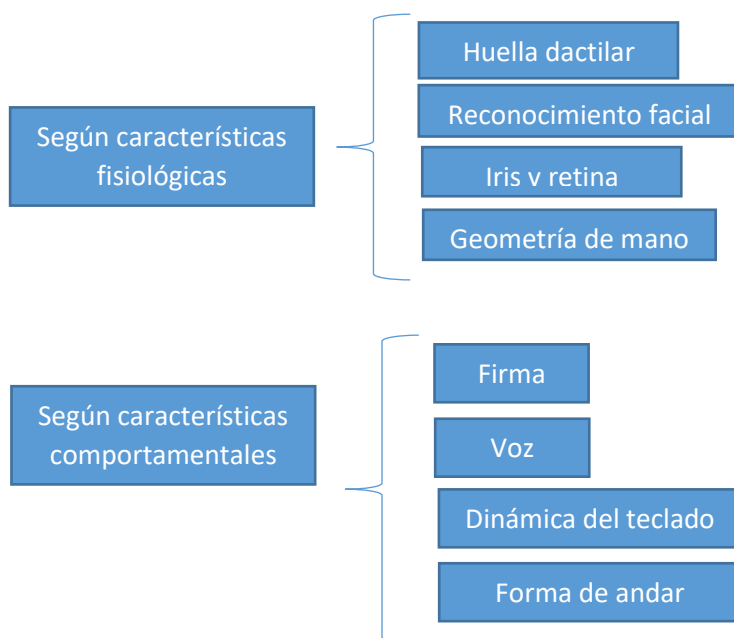 Según características
fisiológicas
Huella dactilar
Reconocimiento facial
Iris y retina
Geometría de mano
Según características
comportamentales
Firma
Voz
Dinámica del teclado
Forma de andar